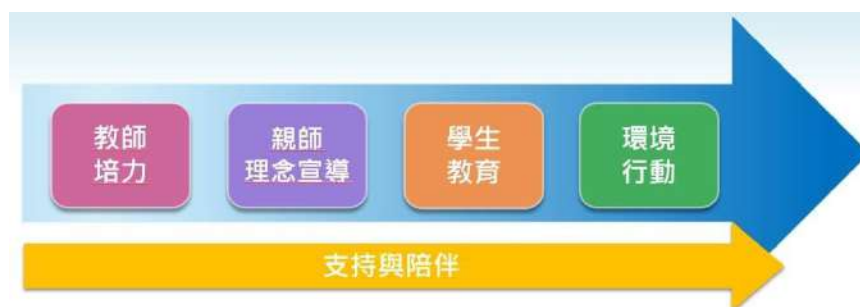 教師
培力
親師
理念宣導
學生
教育
環境
行動
支持與陪伴